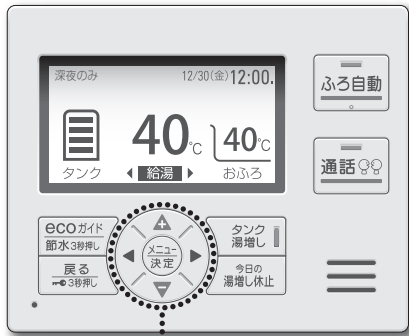 深夜のみ 12/30(金)12:00.
ふろ自動
40℃ 40℃
タンク 給湯 おふろ
通話
ecoガイド
節水3秒押し
戻る
3秒押し
メニュー
決定
タンク
湯増し
今日の
湯増し休止